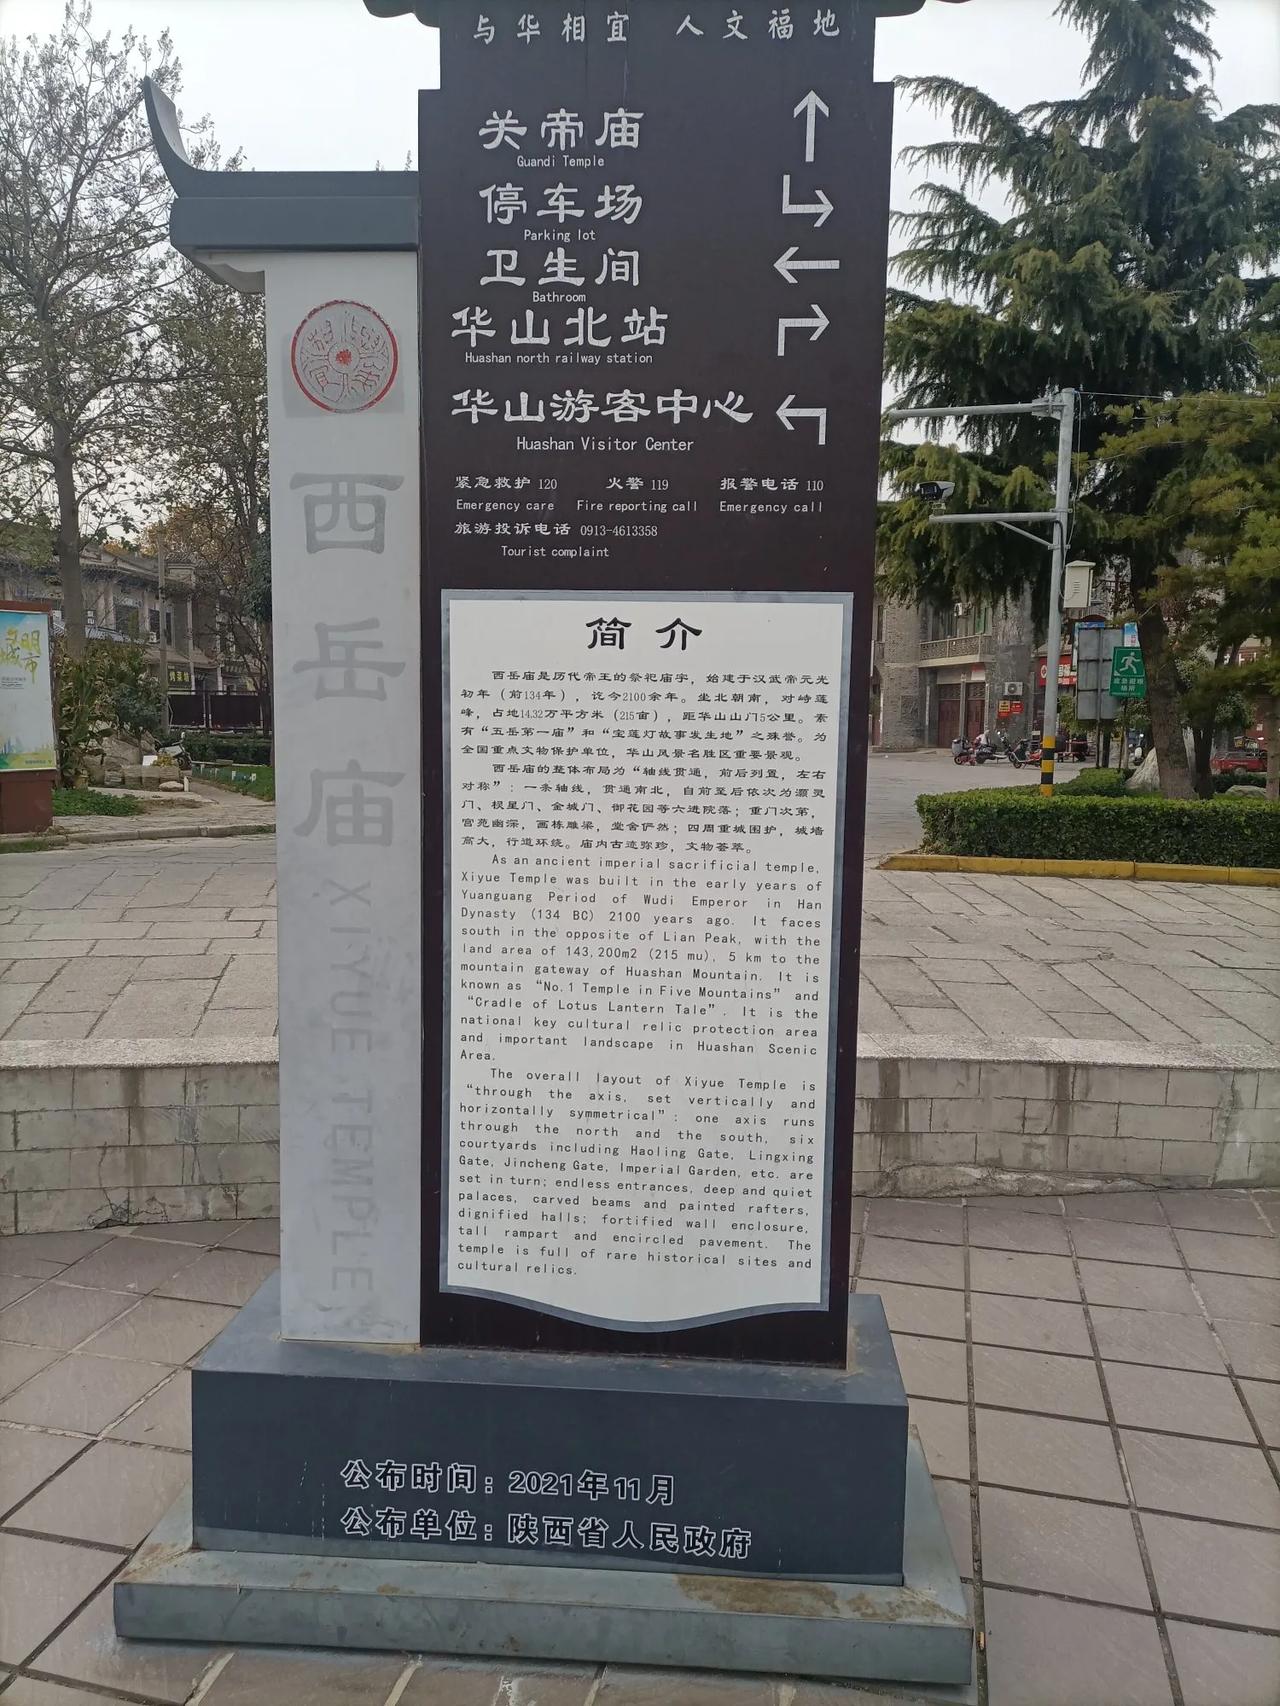 与华相宜 人文福地
关帝庙
Guandi Temple
停车场
Parking lot
卫生间
Bathroom
华山北站
Huashan north railway station
华山游客中心
Huashan Visitor Center
紧急救护 120 火警 119 报警电话 110
Emergency care Fire reporting call Emergency call
旅游投诉电话 0913-4613358
Tourist complaint
西岳庙
XIYUE TEMPLE
简介
西岳庙是历代帝王的祭祀庙宇，始建于汉武帝元光
初年（前134年），讫今2100余年。坐北朝南，对峙莲
峰，占地14.32万平方米（215亩），距华山山门5公里。素
有“五岳第一庙”和“宝莲灯故事发生地”之殊誉。为
全国重点文物保护单位，华山风景名胜区重要景观。
西岳庙的整体布局为“轴线贯通，前后列置，左右
对称”：一条轴线，贯通南北，自前至后依次为灏灵
门、棂星门、金城门、御花园等六进院落；重门次第，
宫苑幽深，画栋雕梁，堂舍俨然；四周重城围护，城墙
高大，行道环绕。庙内古迹弥珍，文物荟萃。
As an ancient imperial sacrificial temple,
Xiyue Temple was built in the early years of
Yuanguang Period of Wudi Emperor in Han
Dynasty (134 BC) 2100 years ago. It faces
south in the opposite of Lian Peak, with the
land area of 143,200m2 (215 mu), 5 km to the
mountain gateway of Huashan Mountain. It is
known as “No.1 Temple in Five Mountains” and
“Cradle of Lotus Lantern Tale”. It is the
national key cultural relic protection area
and important landscape in Huashan Scenic
Area.
The overall layout of Xiyue Temple is
“through the axis, set vertically and
horizontally symmetrical”: one axis runs
through the north and the south, six
courtyards including Haoling Gate, Lingxing
Gate, Jincheng Gate, Imperial Garden, etc. are
set in turn; endless entrances, deep and quiet
palaces, carved beams and painted rafters,
dignified halls; fortified wall enclosure,
tall rampart and encircled pavement. The
temple is full of rare historical sites and
cultural relics.
公布时间：2021年11月
公布单位：陕西省人民政府
应急避难
场所